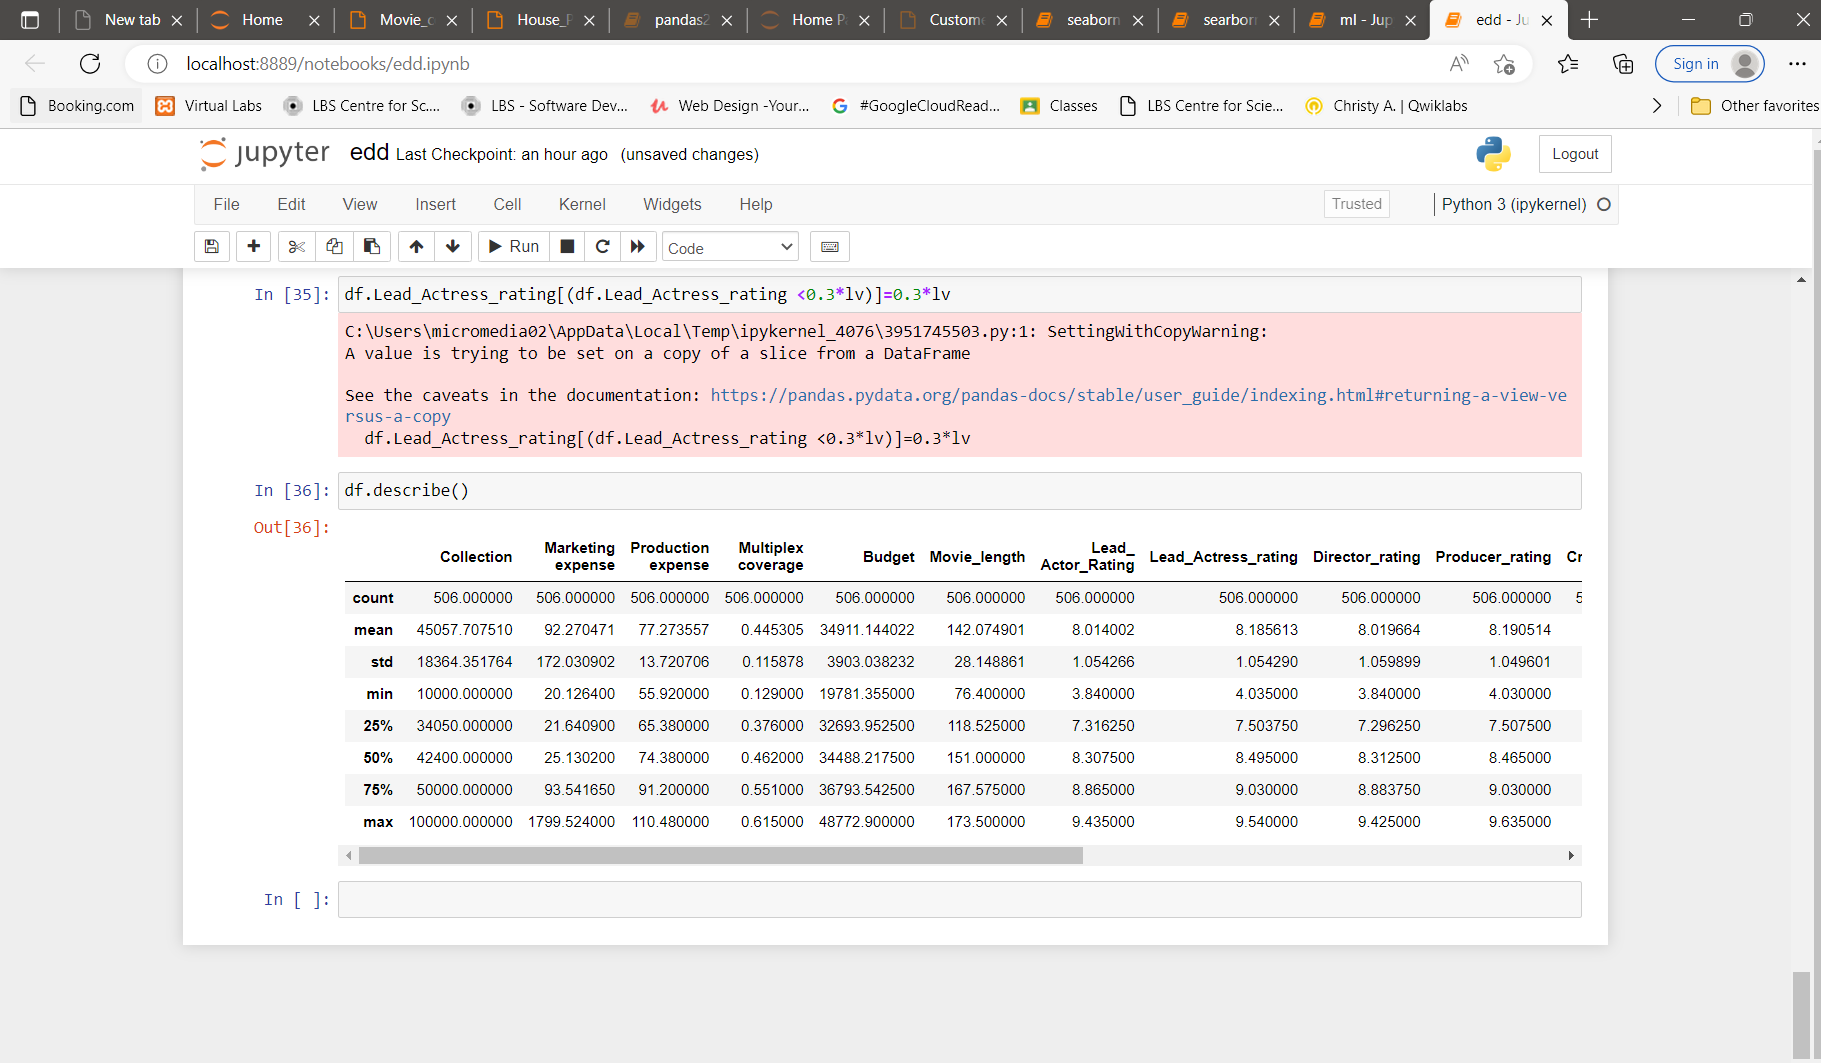 New tab Home Movie_c House_P pandas2 Home Pa Custome seaborn searborn ml - Jup edd - Ju
localhost:8889/notebooks/edd.ipynb Sign in
Booking.com Virtual Labs LBS Centre for Sc.... LBS - Software Dev... Web Design -Your... #GoogleCloudRead... Classes LBS Centre for Scie... Christy A. | Qwiklabs Other favorites
jupyter edd Last Checkpoint: an hour ago (unsaved changes) Logout
File Edit View Insert Cell Kernel Widgets Help Trusted Python 3 (ipykernel)
Run Code
In [35]: df.Lead_Actress_rating[(df.Lead_Actress_rating <0.3*lv)]=0.3*lv
C:\Users\micromedia02\AppData\Local\Temp\ipykernel_4076\3951745503.py:1: SettingWithCopyWarning:
A value is trying to be set on a copy of a slice from a DataFrame
See the caveats in the documentation: https://pandas.pydata.org/pandas-docs/stable/user_guide/indexing.html#returning-a-view-ve
rsus-a-copy
df.Lead_Actress_rating[(df.Lead_Actress_rating <0.3*lv)]=0.3*lv
In [36]: df.describe()
Out[36]:
Collection Marketing expense Production expense Multiplex coverage Budget Movie_length Lead_ Actor_Rating Lead_Actress_rating Director_rating Producer_rating Cr
count 506.000000 506.000000 506.000000 506.000000 506.000000 506.000000 506.000000 506.000000 506.000000 506.000000 5
mean 45057.707510 92.270471 77.273557 0.445305 34911.144022 142.074901 8.014002 8.185613 8.019664 8.190514
std 18364.351764 172.030902 13.720706 0.115878 3903.038232 28.148861 1.054266 1.054290 1.059899 1.049601
min 10000.000000 20.126400 55.920000 0.129000 19781.355000 76.400000 3.840000 4.035000 3.840000 4.030000
25% 34050.000000 21.640900 65.380000 0.376000 32693.952500 118.525000 7.316250 7.503750 7.296250 7.507500
50% 42400.000000 25.130200 74.380000 0.462000 34488.217500 151.000000 8.307500 8.495000 8.312500 8.465000
75% 50000.000000 93.541650 91.200000 0.551000 36793.542500 167.575000 8.865000 9.030000 8.883750 9.030000
max 100000.000000 1799.524000 110.480000 0.615000 48772.900000 173.500000 9.435000 9.540000 9.425000 9.635000
In [ ]: